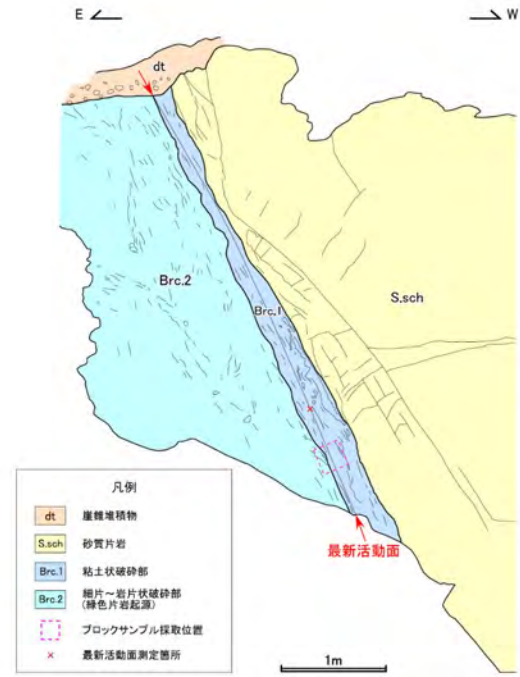 E W
dt
Brc.2
Brc.1
S.sch
最新活動面
凡例
dt 崖錐堆積物
S.sch 砂質片岩
Brc.1 粘土状破砕部
Brc.2 細片～岩片状破砕部
(緑色片岩起源)
ブロックサンプル採取位置
× 最新活動面測定箇所
1m